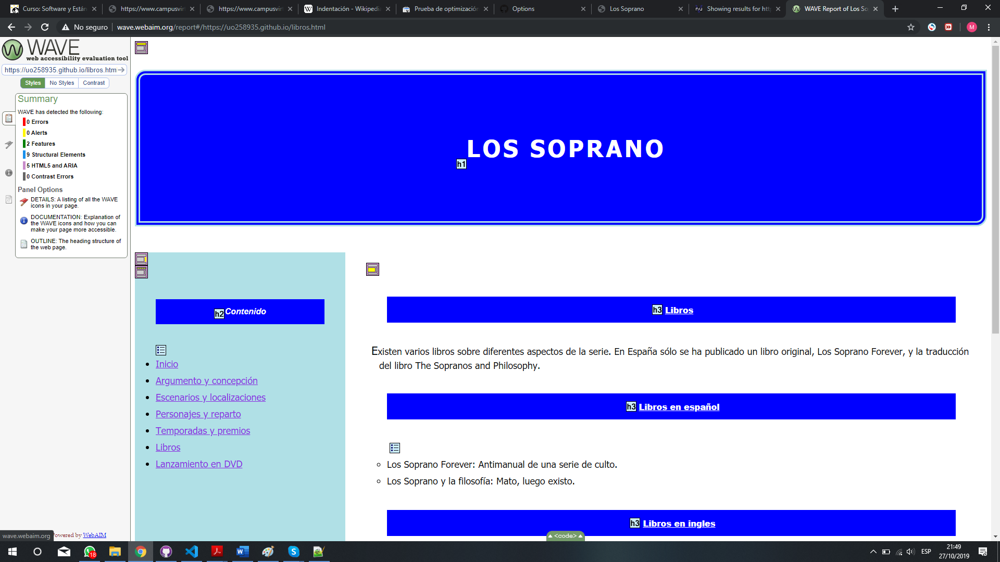 Curso: Software y Están
https://www.campusvir
https://www.campusvir
Indentación - Wikipedia
Prueba de optimización
Options
Los Soprano
Showing results for http
WAVE Report of Los So
No seguro
wave.webaim.org/report#/https://uo258935.github.io/libros.html
M
WAVE
web accessibility evaluation tool
https://uo258935.github.io/libros.htm
Styles
No Styles
Contrast
Summary
WAVE has detected the following:
0 Errors
0 Alerts
2 Features
9 Structural Elements
5 HTML5 and ARIA
0 Contrast Errors
Panel Options
DETAILS: A listing of all the WAVE
icons in your page.
DOCUMENTATION: Explanation of
the WAVE icons and how you can
make your page more accessible.
OUTLINE: The heading structure of
the web page.
LOS SOPRANO
h1
h2 Contenido
Inicio
Argumento y concepción
Escenarios y localizaciones
Personajes y reparto
Temporadas y premios
Libros
Lanzamiento en DVD
h3 Libros
Existen varios libros sobre diferentes aspectos de la serie. En España sólo se ha publicado un libro original, Los Soprano Forever, y la traducción
del libro The Sopranos and Philosophy.
h3 Libros en español
Los Soprano Forever: Antimanual de una serie de culto.
Los Soprano y la filosofía: Mato, luego existo.
h3 Libros en ingles
<code>
wave.webaim.org
Powered by WebAIM
18
ESP
21:49
27/10/2019